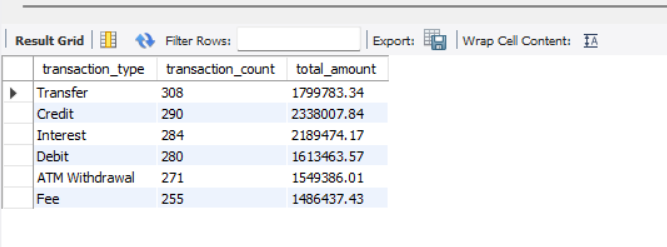 Result Grid Filter Rows: Export: Wrap Cell Content: IA
transaction_type transaction_count total_amount
Transfer 308 1799783.34
Credit 290 2338007.84
Interest 284 2189474.17
Debit 280 1613463.57
ATM Withdrawal 271 1549386.01
Fee 255 1486437.43